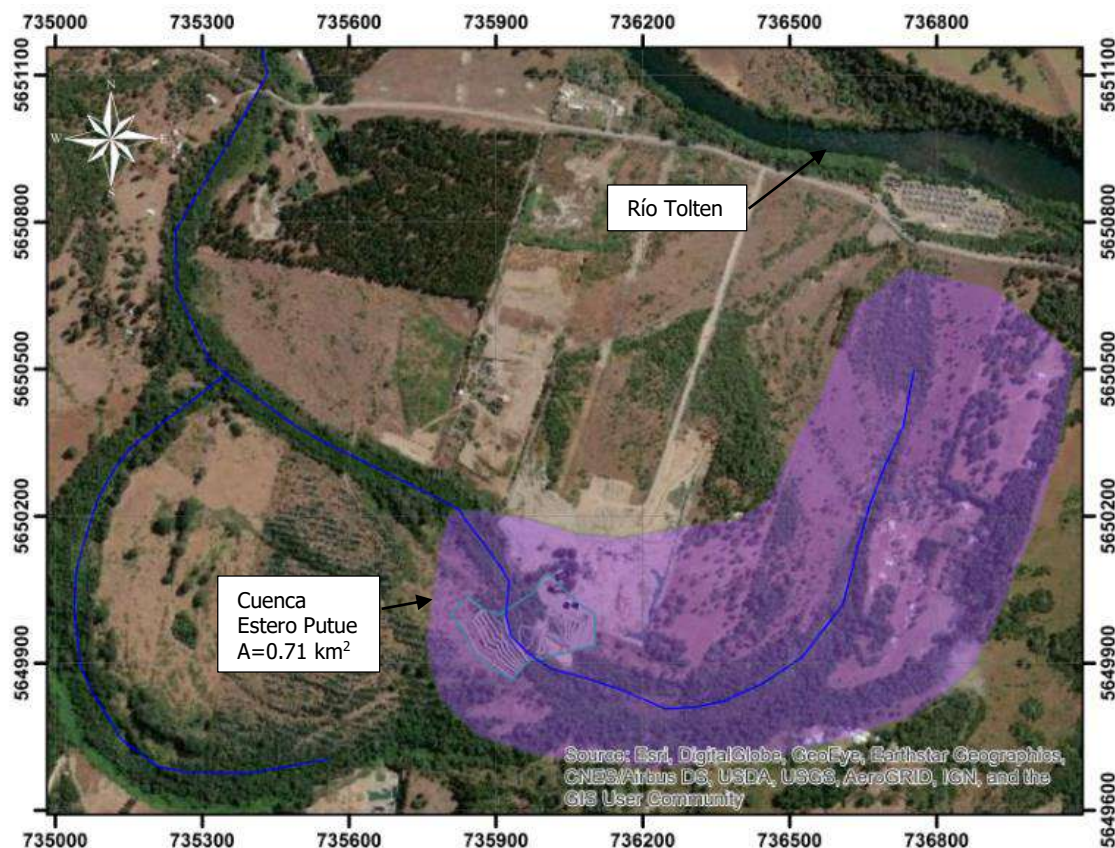 735000 735300 735600 735900 736200 736500 736800
5651100 5651100
N
W E
S
Río Tolten
5650800 5650800
5650500 5650500
5650200 5650200
Cuenca
Estero Putue
A=0.71 km²
5649900 5649900
Source: Esri, DigitalGlobe, GeoEye, Earthstar Geographics,
CNES/Airbus DS, USDA, USGS, AeroGRID, IGN, and the
GIS User Community
5649600 5649600
735000 735300 735600 735900 736200 736500 736800